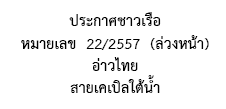 ประกาศชาวเรือ
หมายเลข 22/2557 (ล่วงหน้า)
อ่าวไทย
สายเคเบิลใต้น้ำ